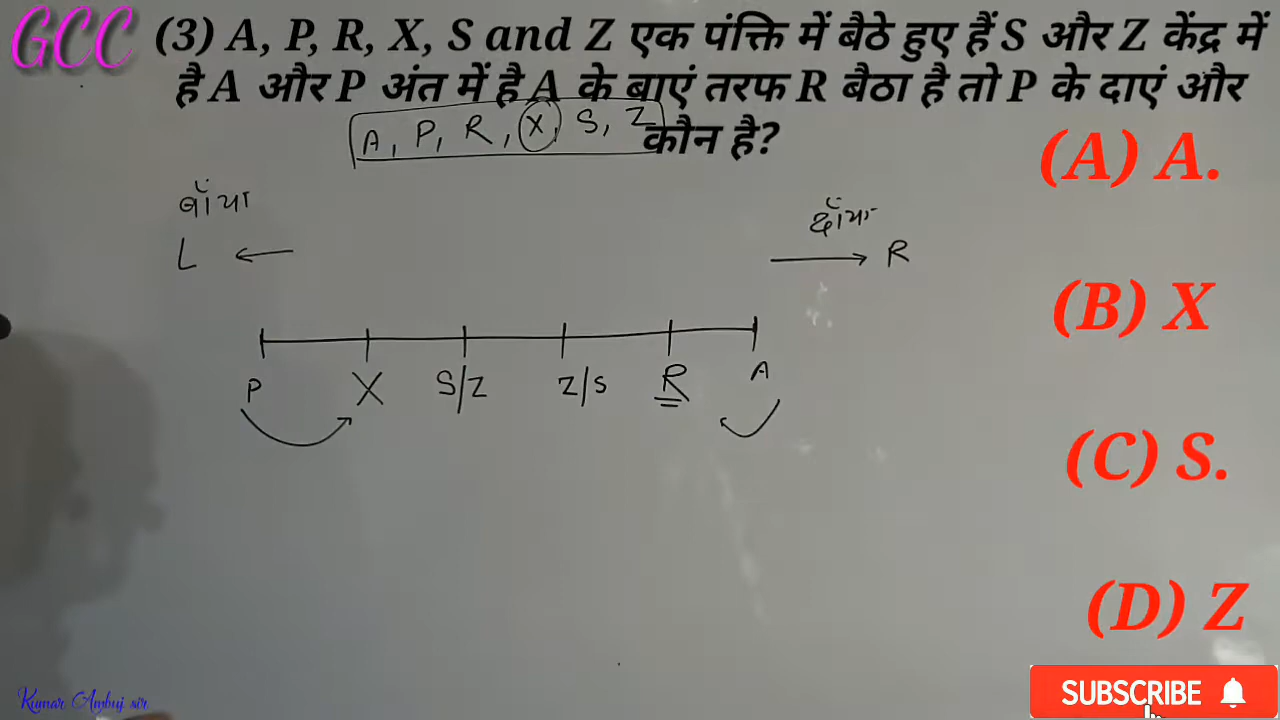 GCC (3) A, P, R, X, S and Z एक पंक्ति में बैठे हुए हैं S और Z केंद्र में
है A और P अंत में है A के बाएं तरफ R बैठा है तो P के दाएं और
कौन है?
A, P, R, X, S, Z
(A) A.
बाँया
दाँया
L
R
(B) X
P X S/Z Z/S R A
(C) S.
(D) Z
SUBSCRIBE
Kumar Ambuj sir